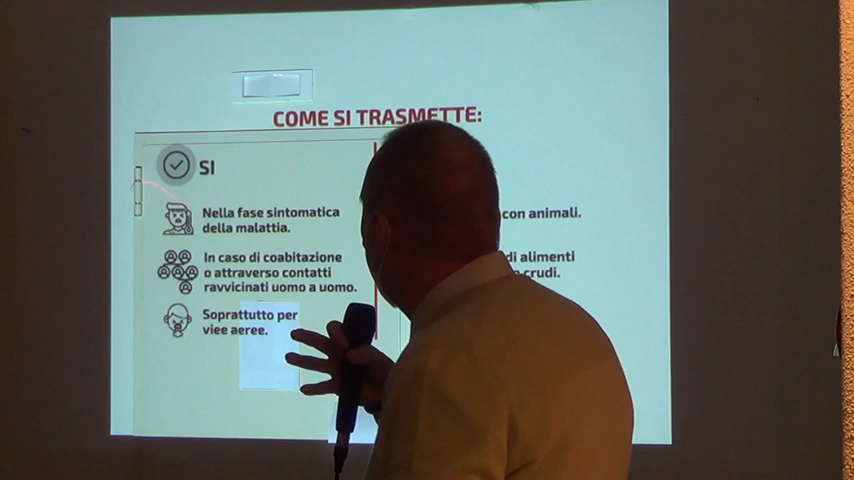 COME SI TRASMETTE:
SI
Nella fase sintomatica
della malattia.
In caso di coabitazione
o attraverso contatti
ravvicinati uomo a uomo.
Soprattutto per
viee aeree.
con animali.
di alimenti
crudi.